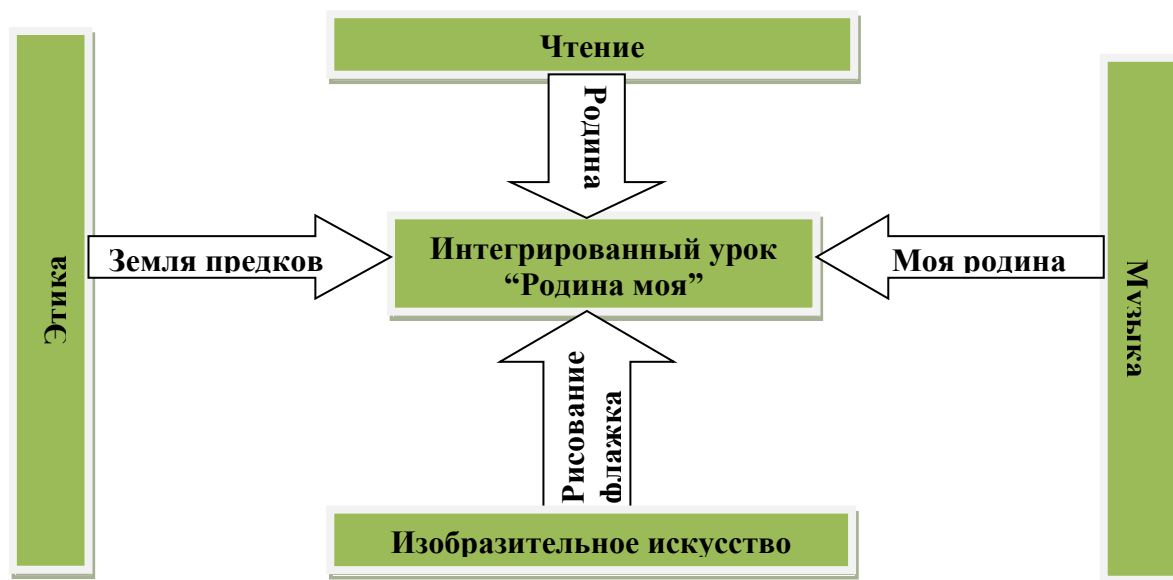 Чтение
Родина
Этика
Земля предков
Интегрированный урок
“Родина моя”
Моя родина
Музыка
Рисование
флажка
Изобразительное искусство